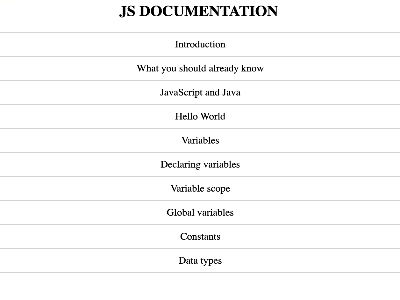 JS DOCUMENTATION
Introduction
What you should already know
JavaScript and Java
Hello World
Variables
Declaring variables
Variable scope
Global variables
Constants
Data types